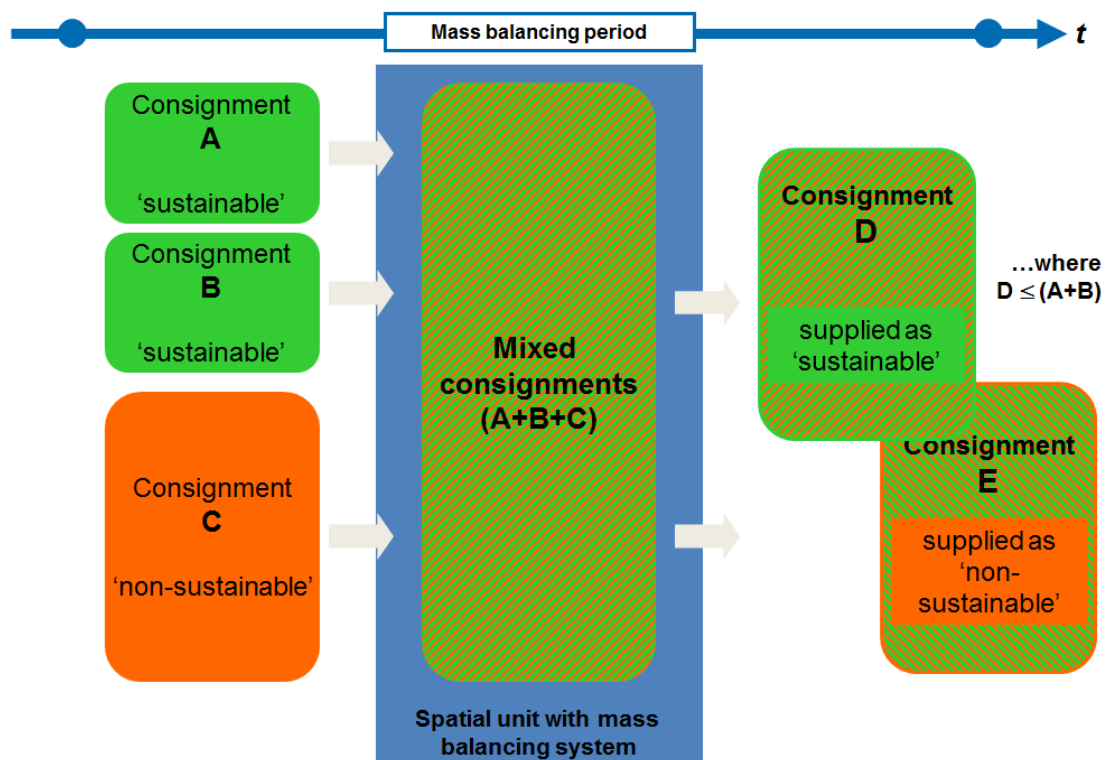 Mass balancing period
t
Consignment
A
‘sustainable’
Consignment
B
‘sustainable’
Consignment
C
‘non-sustainable’
Mixed
consignments
(A+B+C)
Spatial unit with mass
balancing system
Consignment
D
supplied as
‘sustainable’
…where
D ≤ (A+B)
Consignment
E
supplied as
‘non-
sustainable’